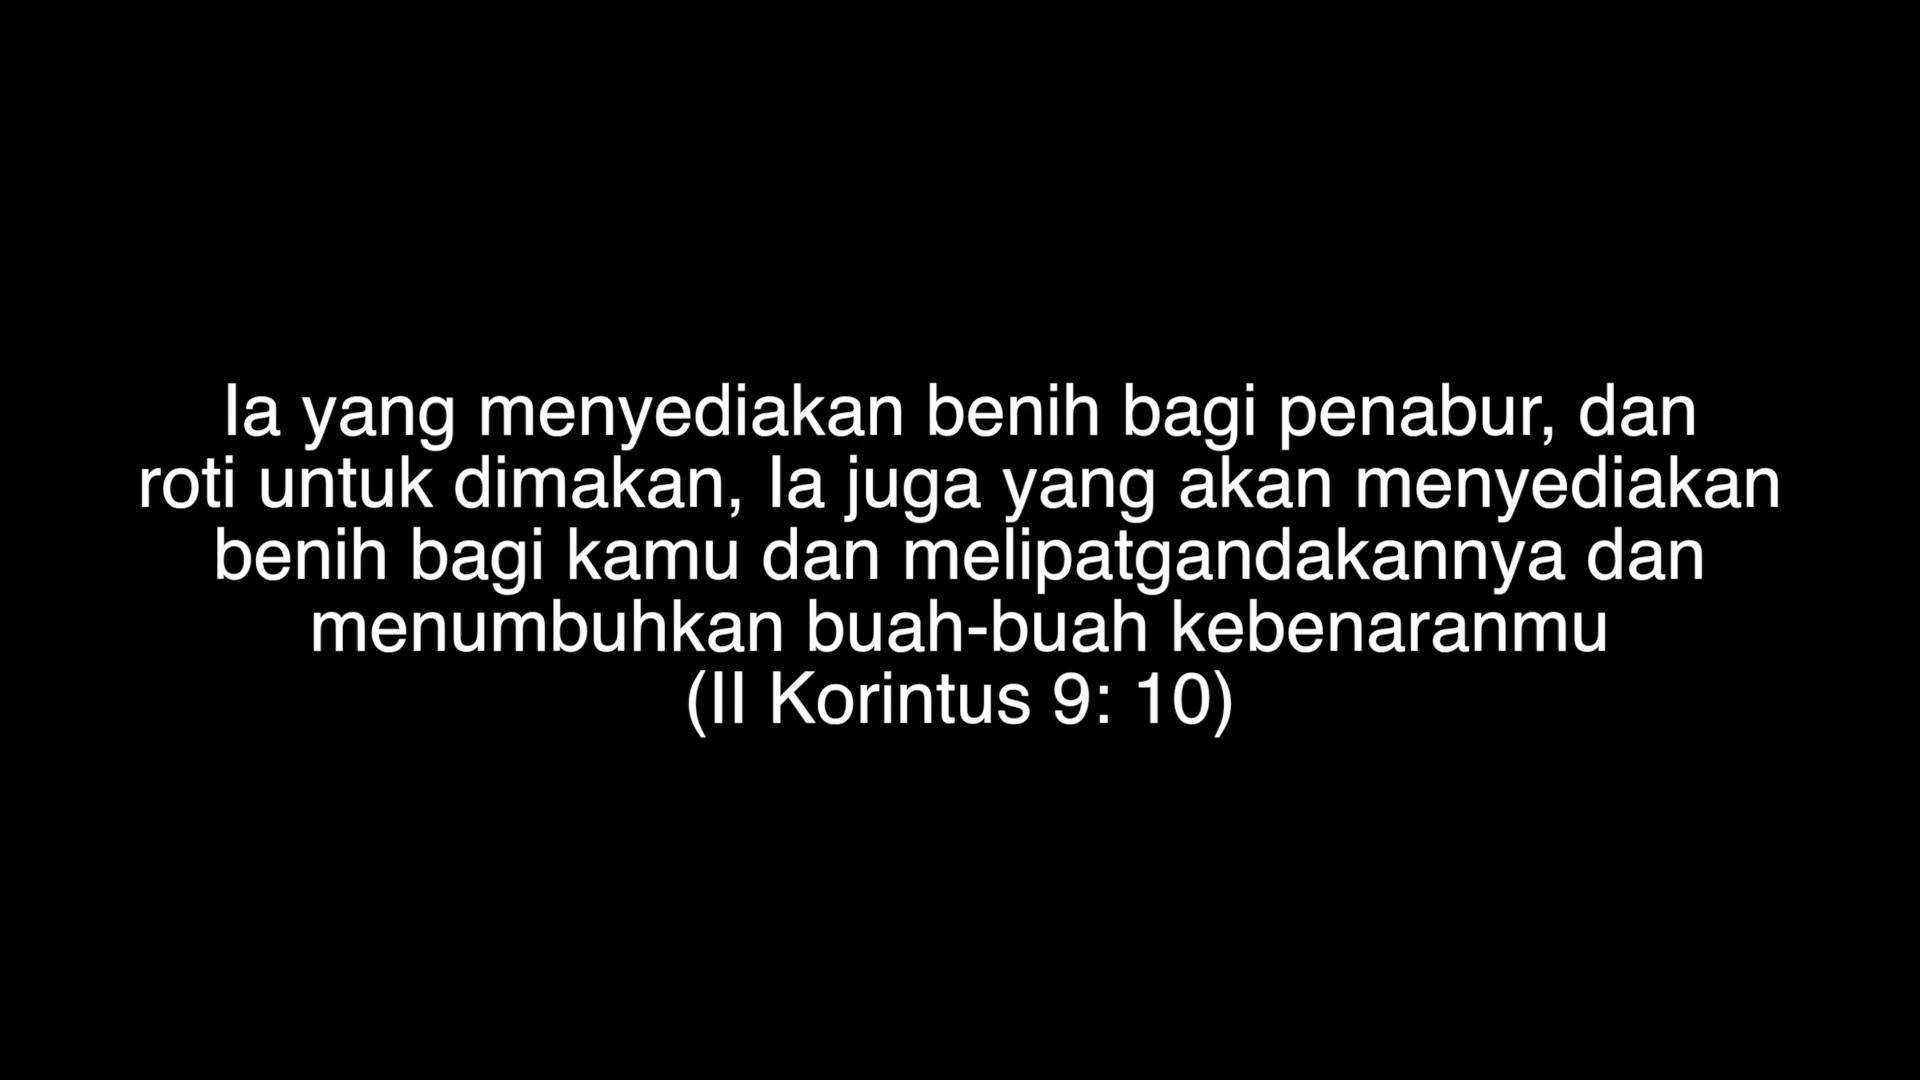 Ia yang menyediakan benih bagi penabur, dan
roti untuk dimakan, Ia juga yang akan menyediakan
benih bagi kamu dan melipatgandakannya dan
menumbuhkan buah-buah kebenaranmu
(II Korintus 9: 10)